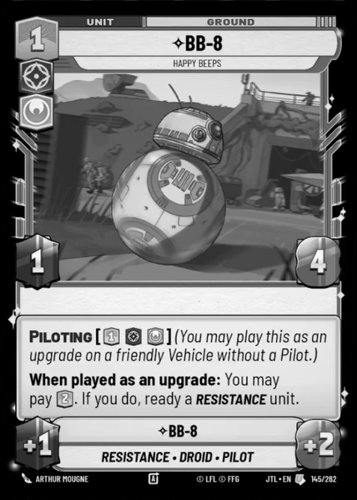 UNIT
GROUND
1
BB-8
HAPPY BEEPS
1
4
PILOTING [1] (You may play this as an
upgrade on a friendly Vehicle without a Pilot.)
When played as an upgrade: You may
pay 2. If you do, ready a RESISTANCE unit.
BB-8
+1
+2
RESISTANCE • DROID • PILOT
ARTHUR MOUGNE
© LFL © FFG
JTL • EN
145/262